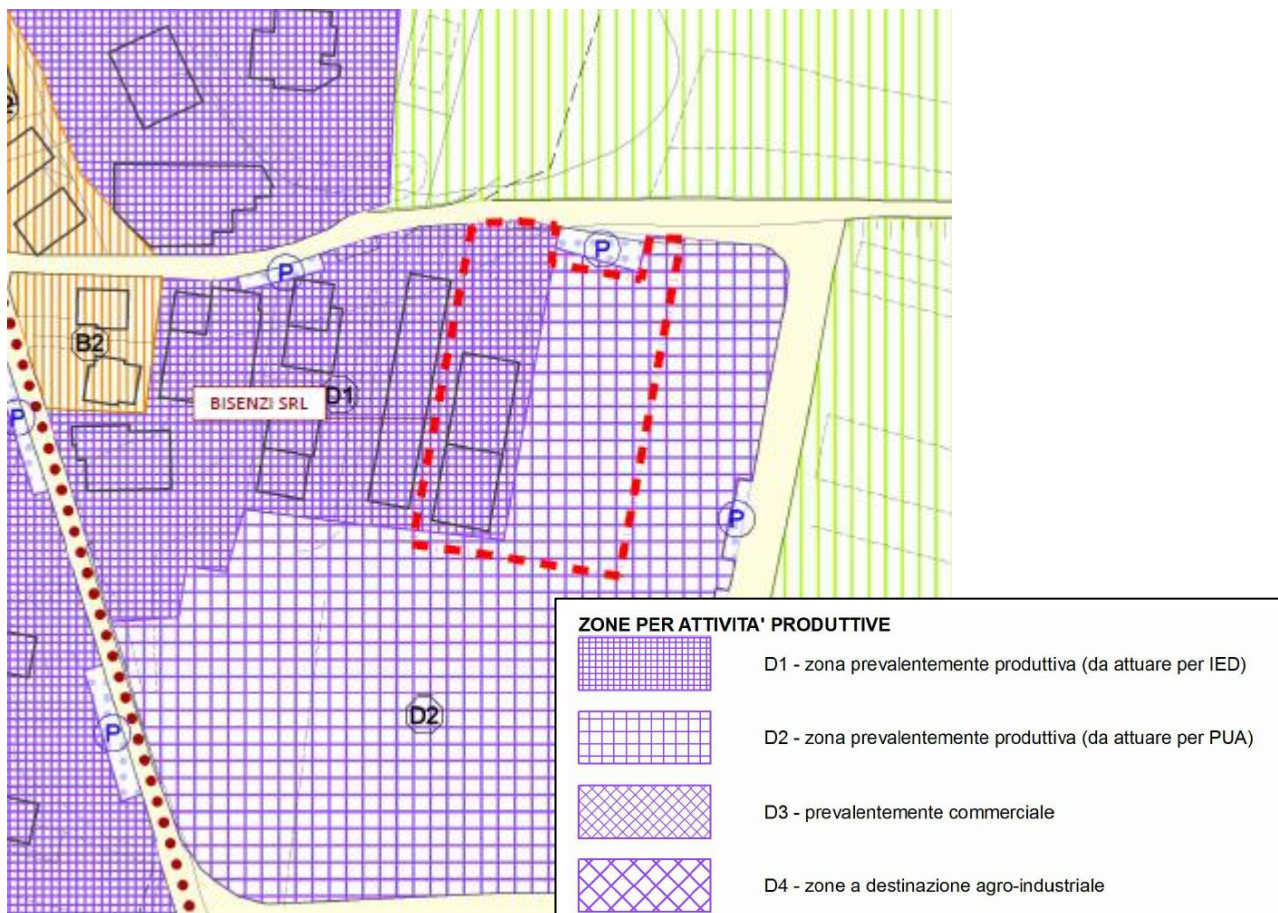 P
P
B2
D1
BISENZI SRL
P
P
D2
P
ZONE PER ATTIVITA' PRODUTTIVE
D1 - zona prevalentemente produttiva (da attuare per IED)
D2 - zona prevalentemente produttiva (da attuare per PUA)
D3 - prevalentemente commerciale
D4 - zone a destinazione agro-industriale